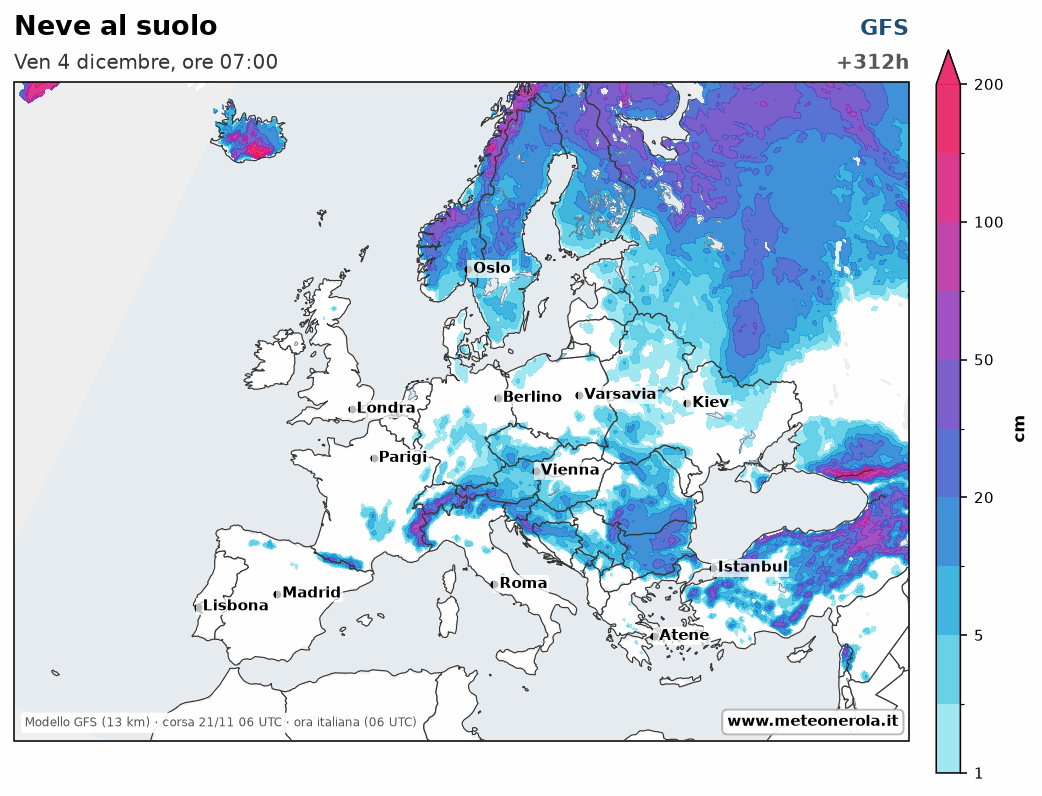 Neve al suolo
GFS
Ven 4 dicembre, ore 07:00
+312h
200
100
50
20
5
1
cm
Oslo
Londra
Berlino
Varsavia
Kiev
Parigi
Vienna
Istanbul
Roma
Madrid
Lisbona
Atene
Modello GFS (13 km) · corsa 21/11 06 UTC · ora italiana (06 UTC)
www.meteonerola.it